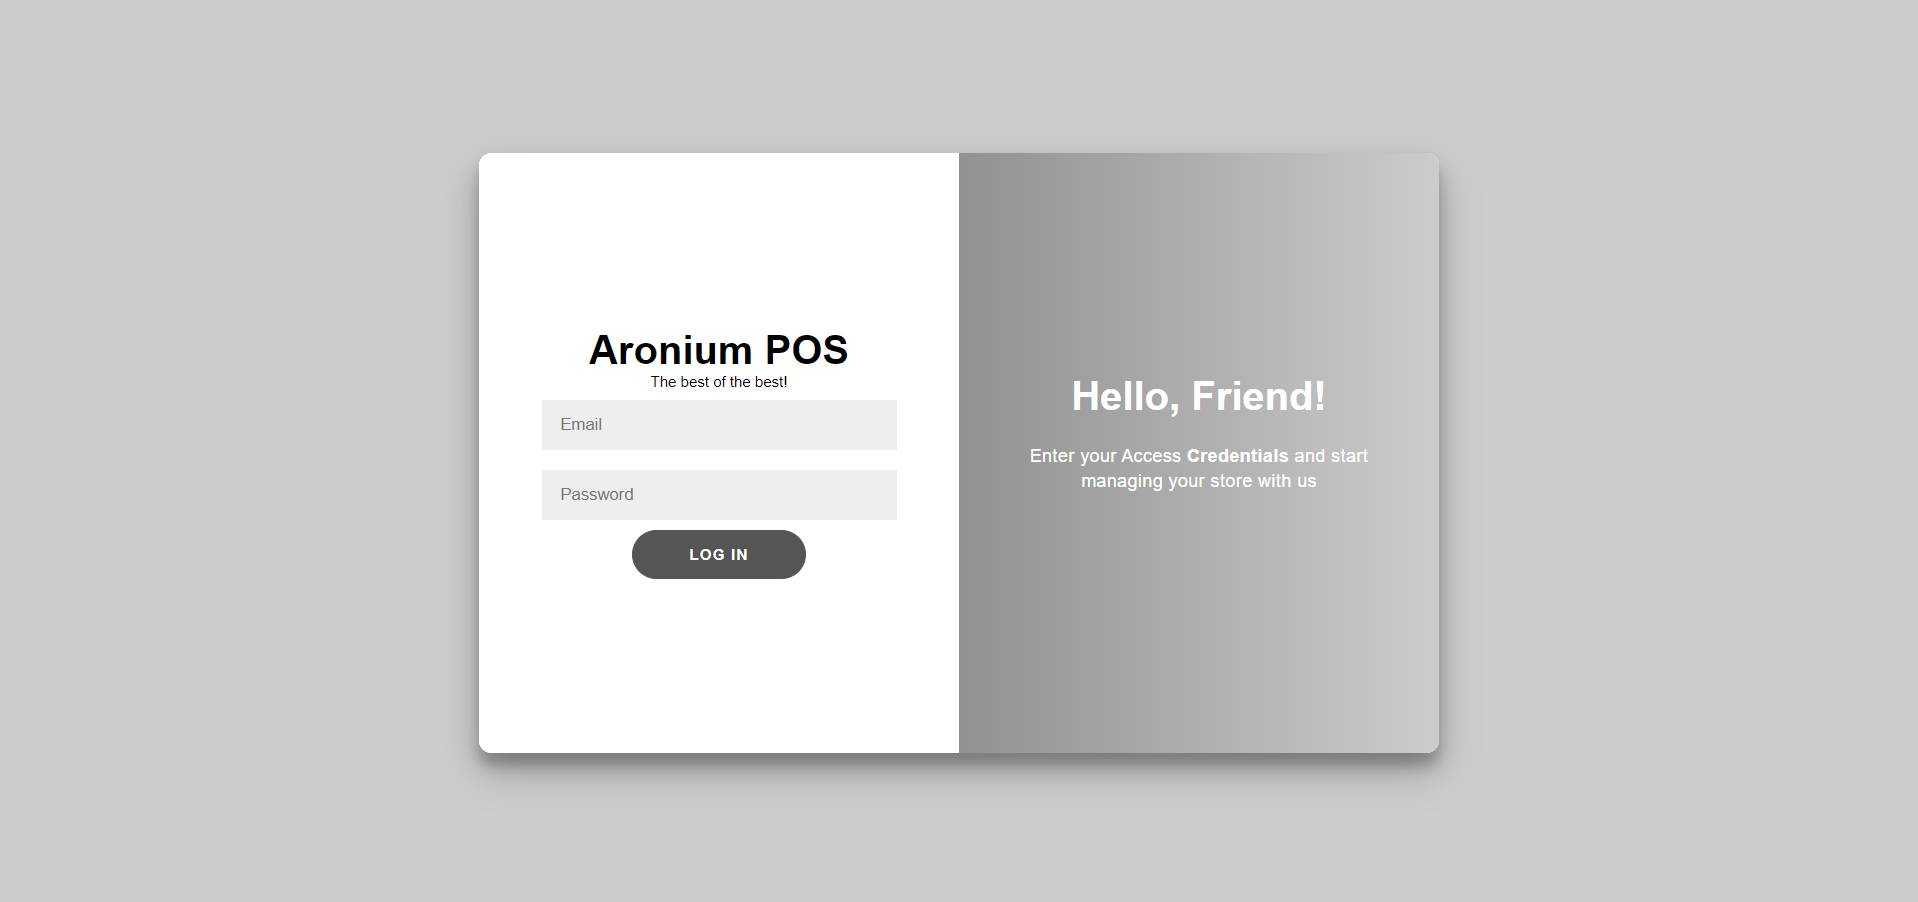 Aronium POS
The best of the best!
Email
Password
LOG IN
Hello, Friend!
Enter your Access Credentials and start
managing your store with us